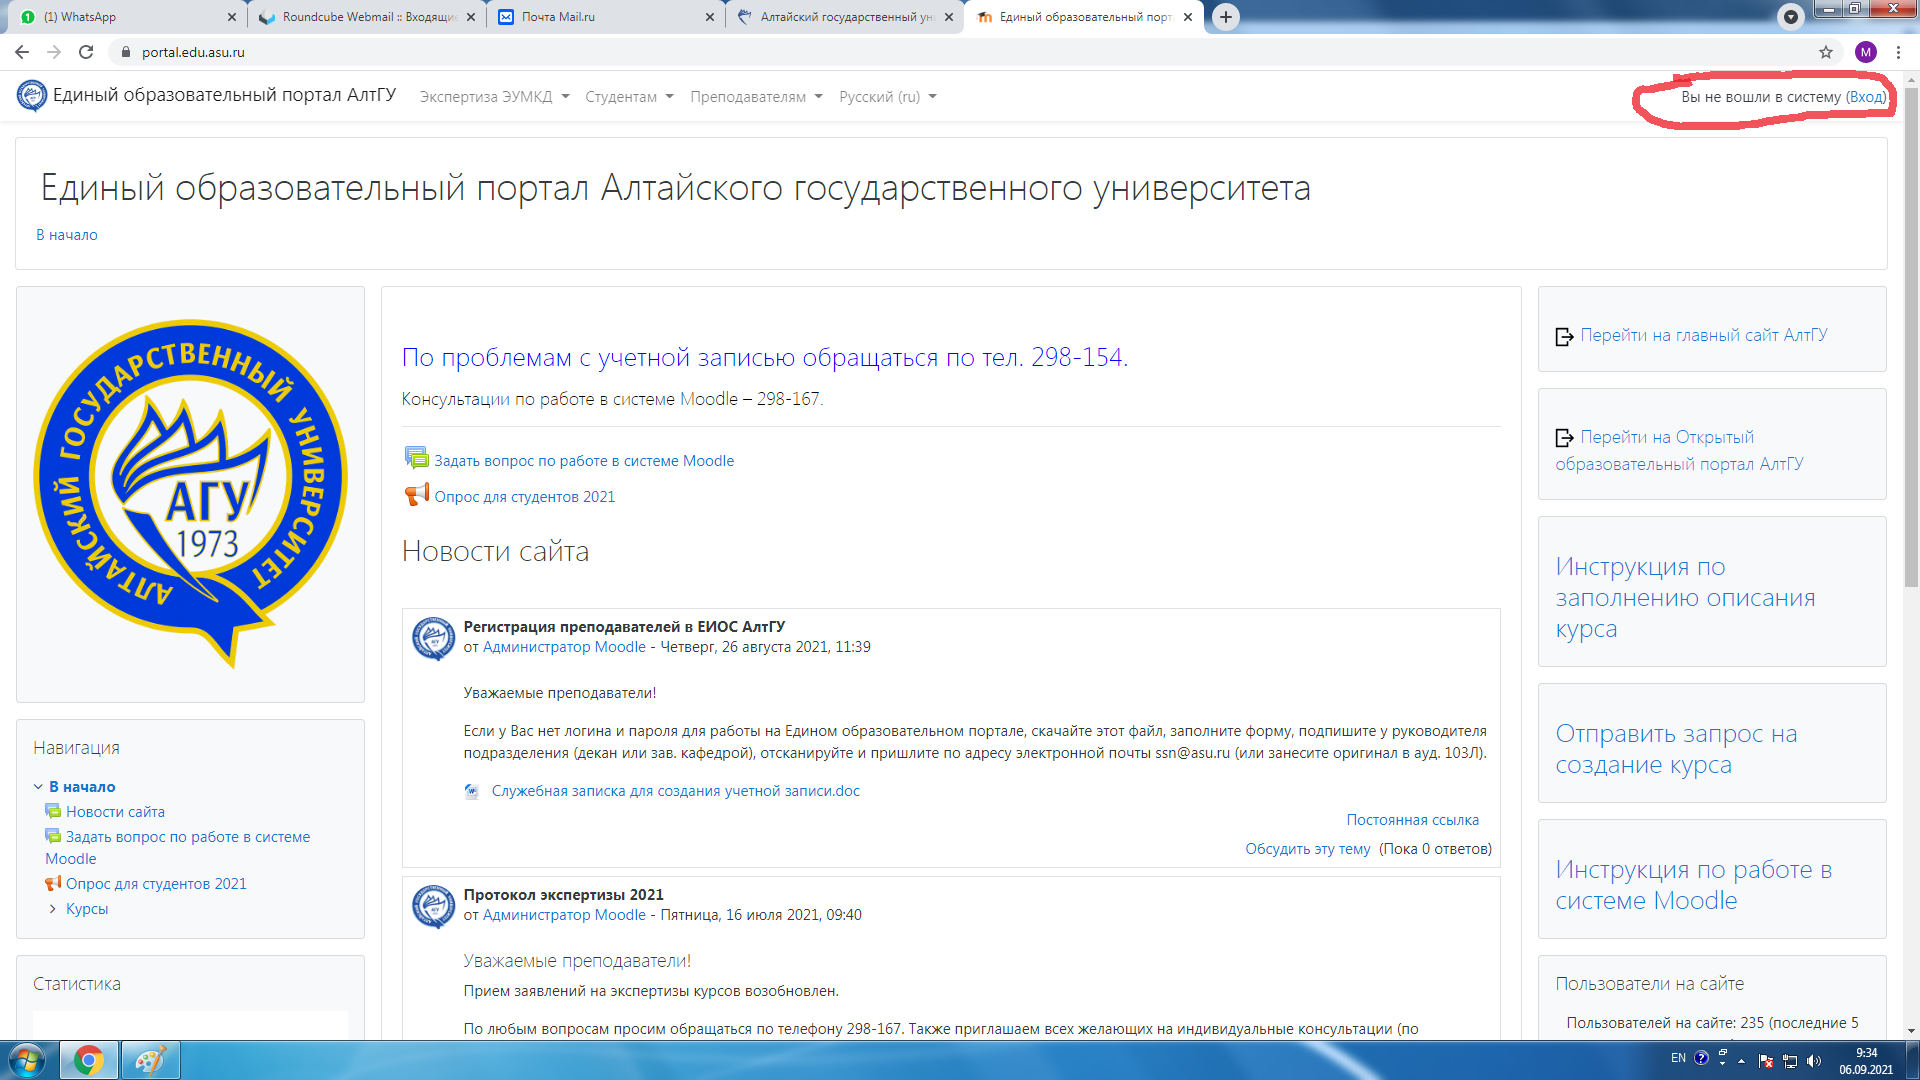 (1) WhatsApp
Roundcube Webmail :: Входящие
Почта Mail.ru
Алтайский государственный ун
Единый образовательный порт
portal.edu.asu.ru
M
Единый образовательный портал АлтГУ
Экспертиза ЭУМКД
Студентам
Преподавателям
Русский (ru)
Вы не вошли в систему (Вход)
Единый образовательный портал Алтайского государственного университета
В начало
АЛТАЙСКИЙ ГОСУДАРСТВЕННЫЙ УНИВЕРСИТЕТ
АГУ
1973
Навигация
В начало
Новости сайта
Задать вопрос по работе в системе
Moodle
Опрос для студентов 2021
Курсы
Статистика
По проблемам с учетной записью обращаться по тел. 298-154.
Консультации по работе в системе Moodle – 298-167.
Задать вопрос по работе в системе Moodle
Опрос для студентов 2021
Новости сайта
Регистрация преподавателей в ЕИОС АлтГУ
от Администратор Moodle - Четверг, 26 августа 2021, 11:39
Уважаемые преподаватели!
Если у Вас нет логина и пароля для работы на Едином образовательном портале, скачайте этот файл, заполните форму, подпишите у руководителя
подразделения (декан или зав. кафедрой), отсканируйте и пришлите по адресу электронной почты ssn@asu.ru (или занесите оригинал в ауд. 103Л).
Служебная записка для создания учетной записи.doc
Постоянная ссылка
Обсудить эту тему (Пока 0 ответов)
Протокол экспертизы 2021
от Администратор Moodle - Пятница, 16 июля 2021, 09:40
Уважаемые преподаватели!
Прием заявлений на экспертизы курсов возобновлен.
По любым вопросам просим обращаться по телефону 298-167. Также приглашаем всех желающих на индивидуальные консультации (по
Перейти на главный сайт АлтГУ
Перейти на Открытый
образовательный портал АлтГУ
Инструкция по
заполнению описания
курса
Отправить запрос на
создание курса
Инструкция по работе в
системе Moodle
Пользователи на сайте
Пользователей на сайте: 235 (последние 5
EN
9:34
06.09.2021